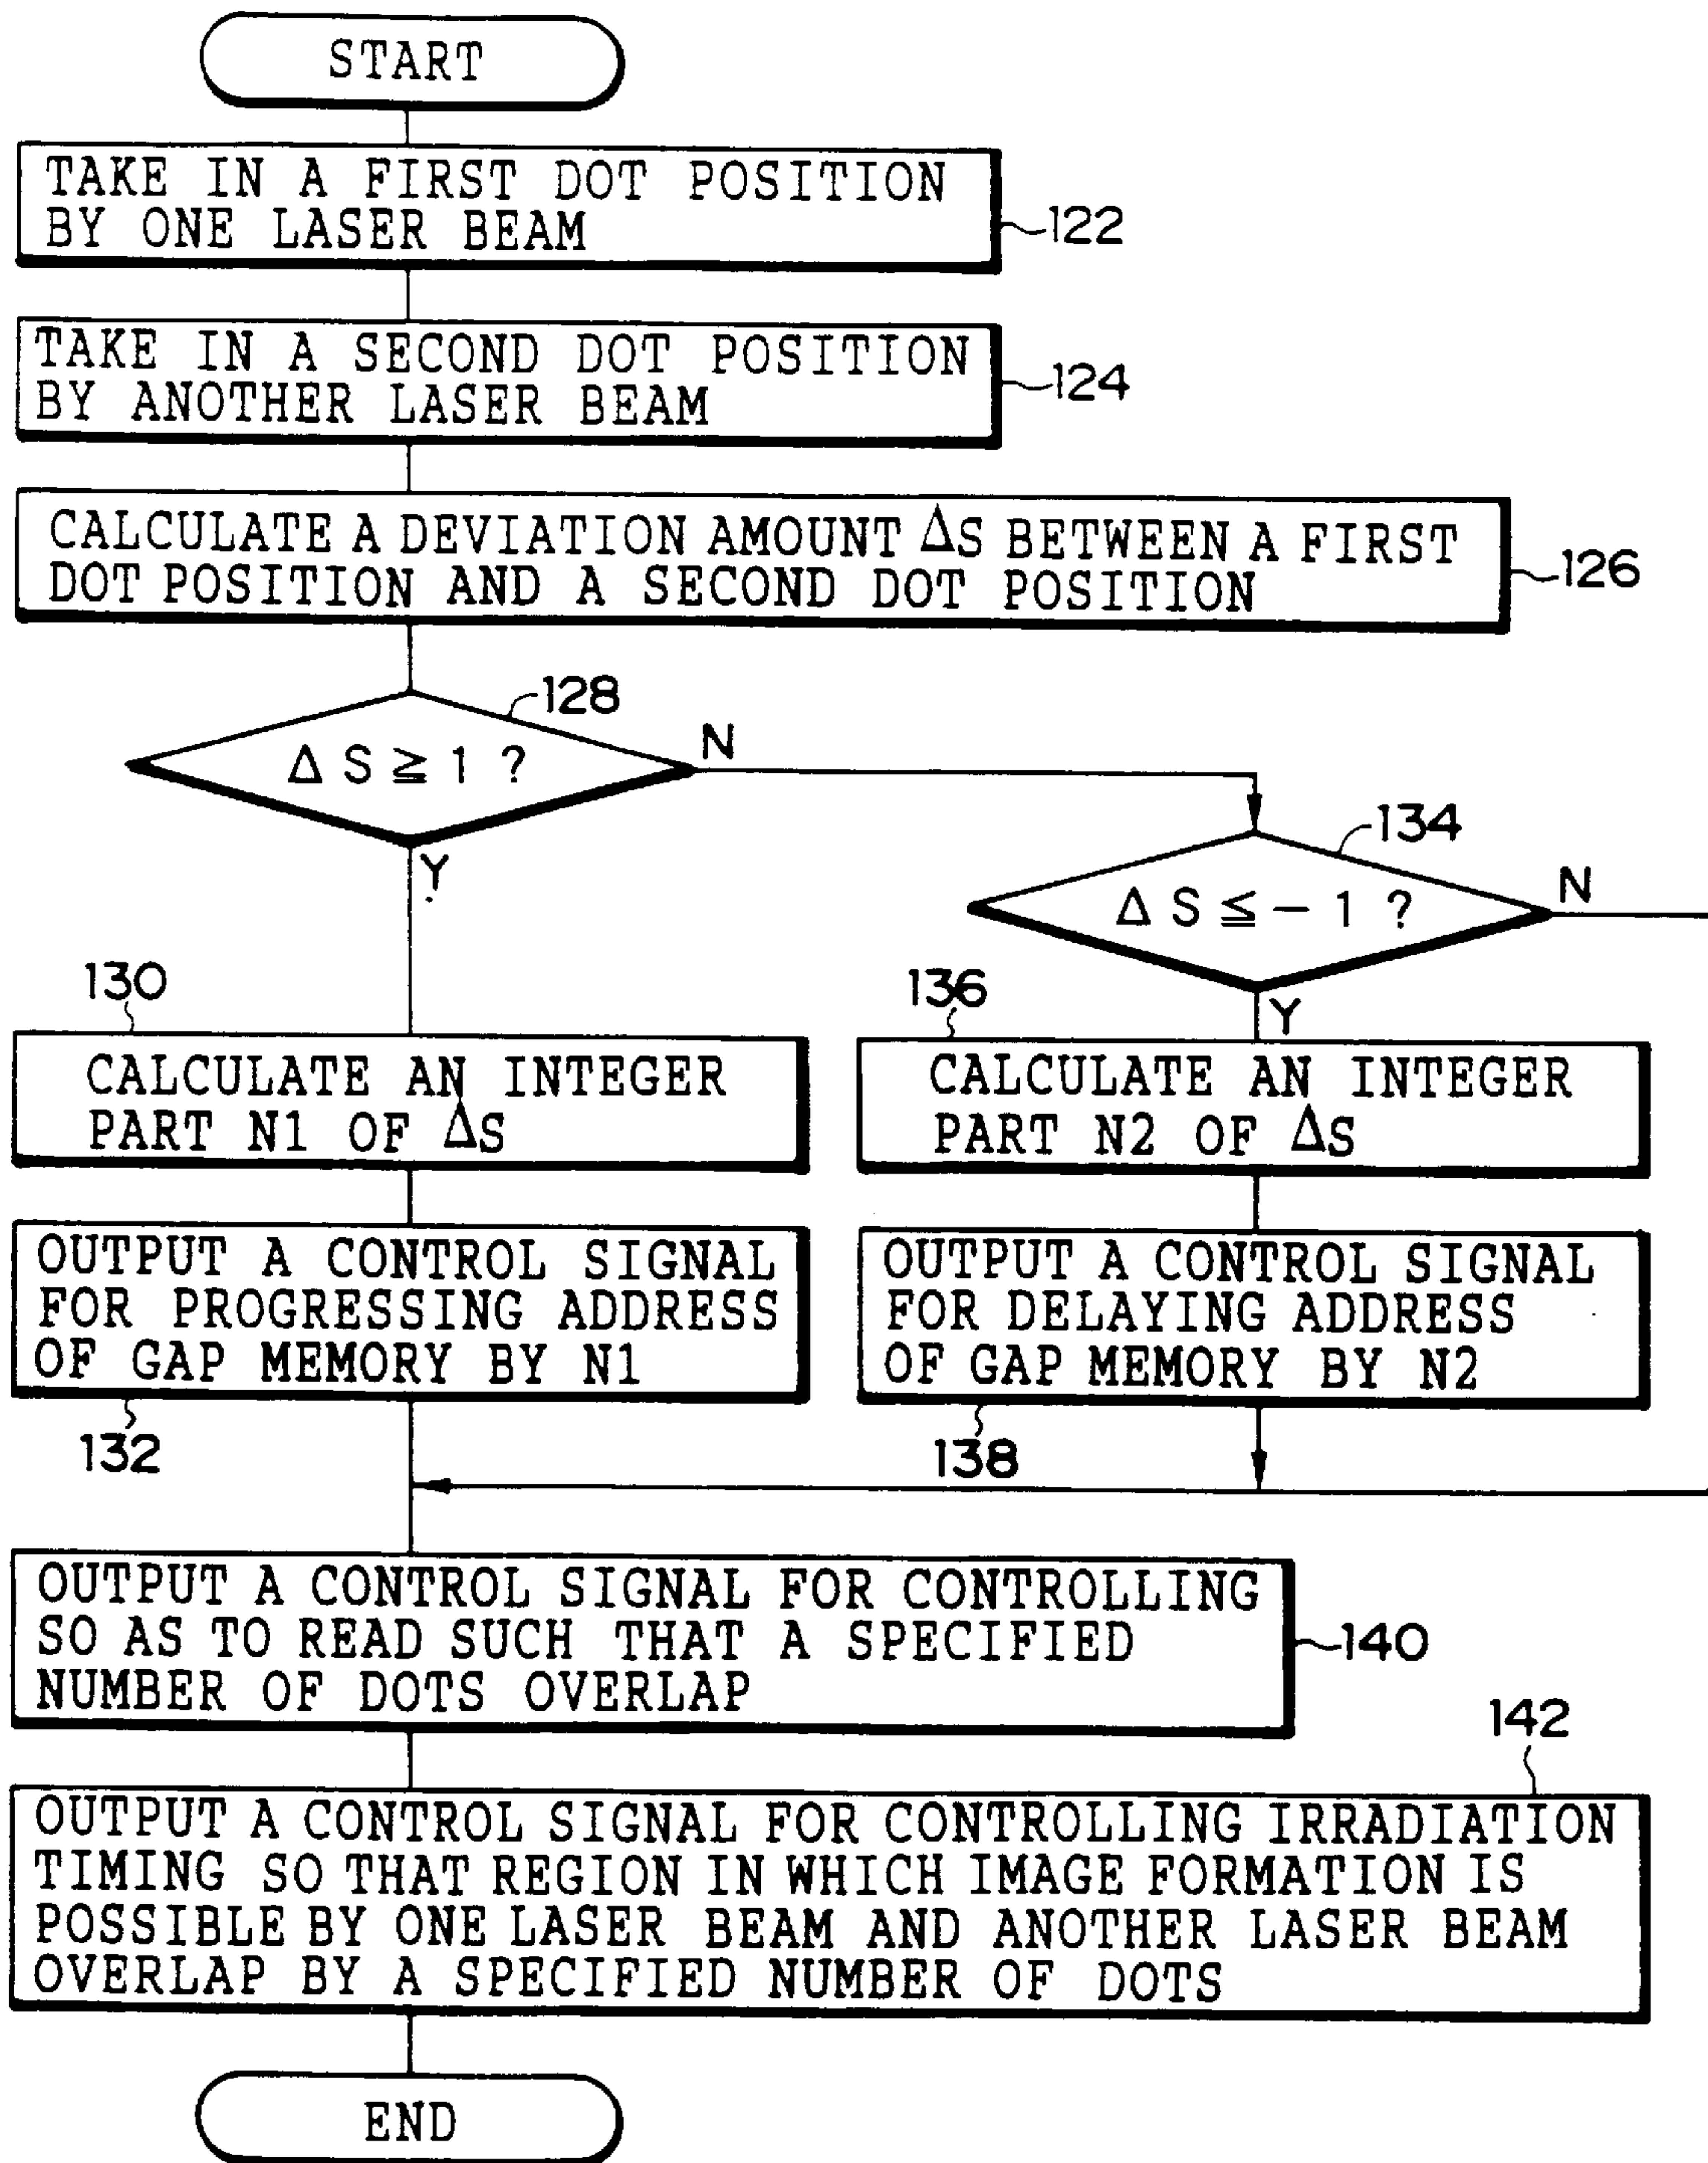 START
TAKE IN A FIRST DOT POSITION
BY ONE LASER BEAM
122
TAKE IN A SECOND DOT POSITION
BY ANOTHER LASER BEAM
124
CALCULATE A DEVIATION AMOUNT ΔS BETWEEN A FIRST
DOT POSITION AND A SECOND DOT POSITION
126
128
Δ S ≧ 1 ?
N
Y
134
Δ S ≦ − 1 ?
N
Y
130
CALCULATE AN INTEGER
PART N1 OF ΔS
136
CALCULATE AN INTEGER
PART N2 OF ΔS
OUTPUT A CONTROL SIGNAL
FOR PROGRESSING ADDRESS
OF GAP MEMORY BY N1
132
OUTPUT A CONTROL SIGNAL
FOR DELAYING ADDRESS
OF GAP MEMORY BY N2
138
OUTPUT A CONTROL SIGNAL FOR CONTROLLING
SO AS TO READ SUCH THAT A SPECIFIED
NUMBER OF DOTS OVERLAP
140
142
OUTPUT A CONTROL SIGNAL FOR CONTROLLING IRRADIATION
TIMING SO THAT REGION IN WHICH IMAGE FORMATION IS
POSSIBLE BY ONE LASER BEAM AND ANOTHER LASER BEAM
OVERLAP BY A SPECIFIED NUMBER OF DOTS
END